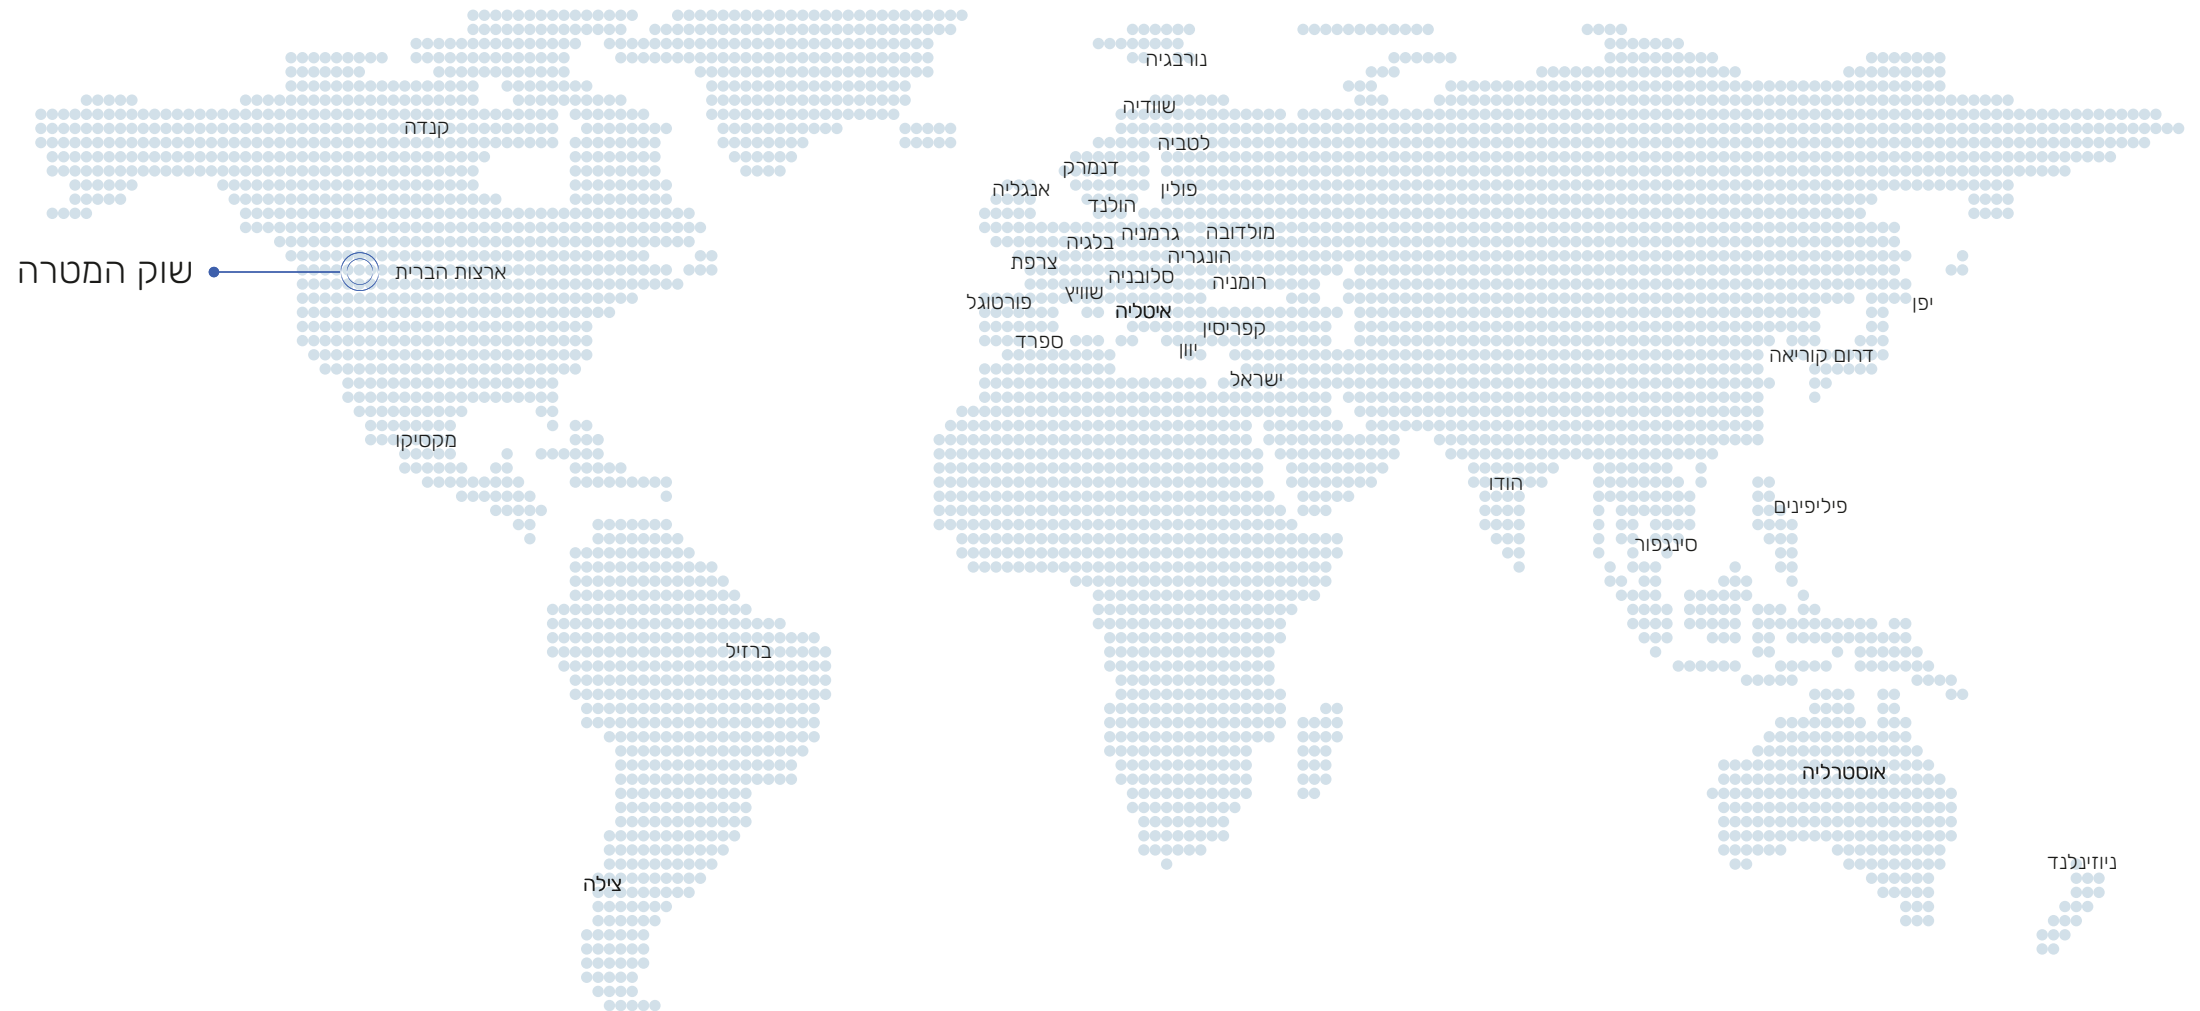 נורבגיה
שוודיה
קנדה
לטביה
דנמרק
אנגליה
פולין
הולנד
מולדובה
גרמניה
בלגיה
הונגריה
צרפת
שוק המטרה
ארצות הברית
סלובניה
רומניה
שוויץ
פורטוגל
יפן
איטליה
קפריסין
ספרד
יוון
דרום קוריאה
ישראל
מקסיקו
הודו
פיליפינים
סינגפור
ברזיל
אוסטרליה
ניוזינלנד
צילה